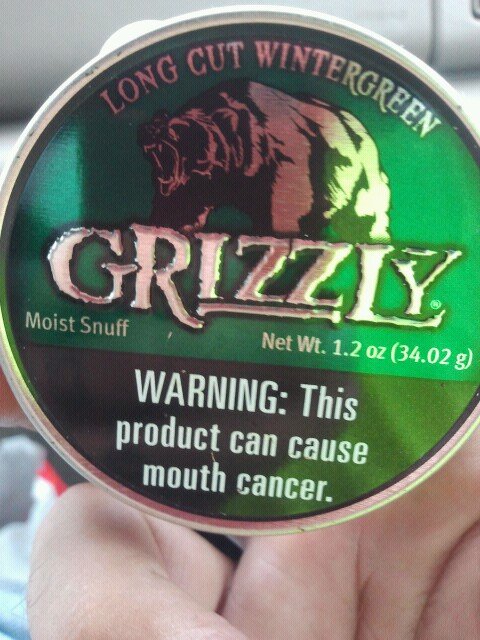 LONG CUT WINTERGREEN
GRIZZLY®
Moist Snuff
Net Wt. 1.2 oz (34.02 g)
WARNING: This
product can cause
mouth cancer.